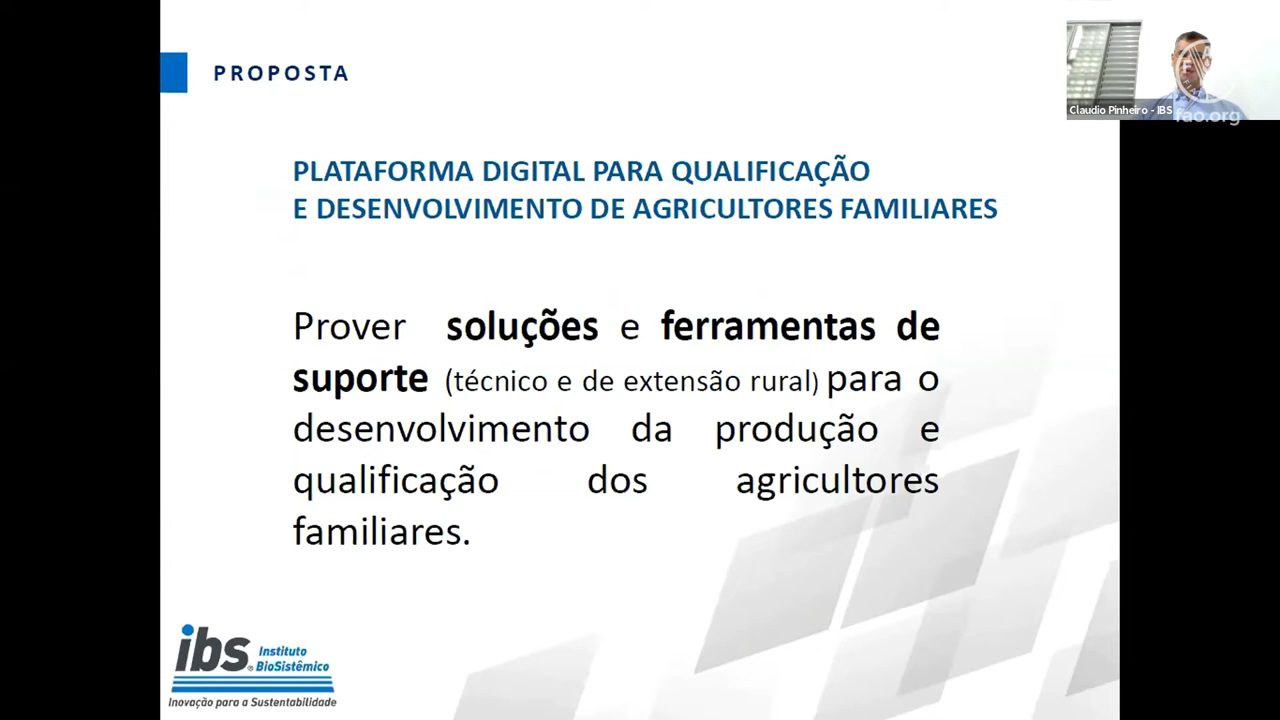 PROPOSTA
Claudio Pinheiro - IBS
fao.org
PLATAFORMA DIGITAL PARA QUALIFICAÇÃO
E DESENVOLVIMENTO DE AGRICULTORES FAMILIARES
Prover soluções e ferramentas de
suporte (técnico e de extensão rural) para o
desenvolvimento da produção e
qualificação dos agricultores
familiares.
ibs® Instituto
BioSistêmico
Inovação para a Sustentabilidade